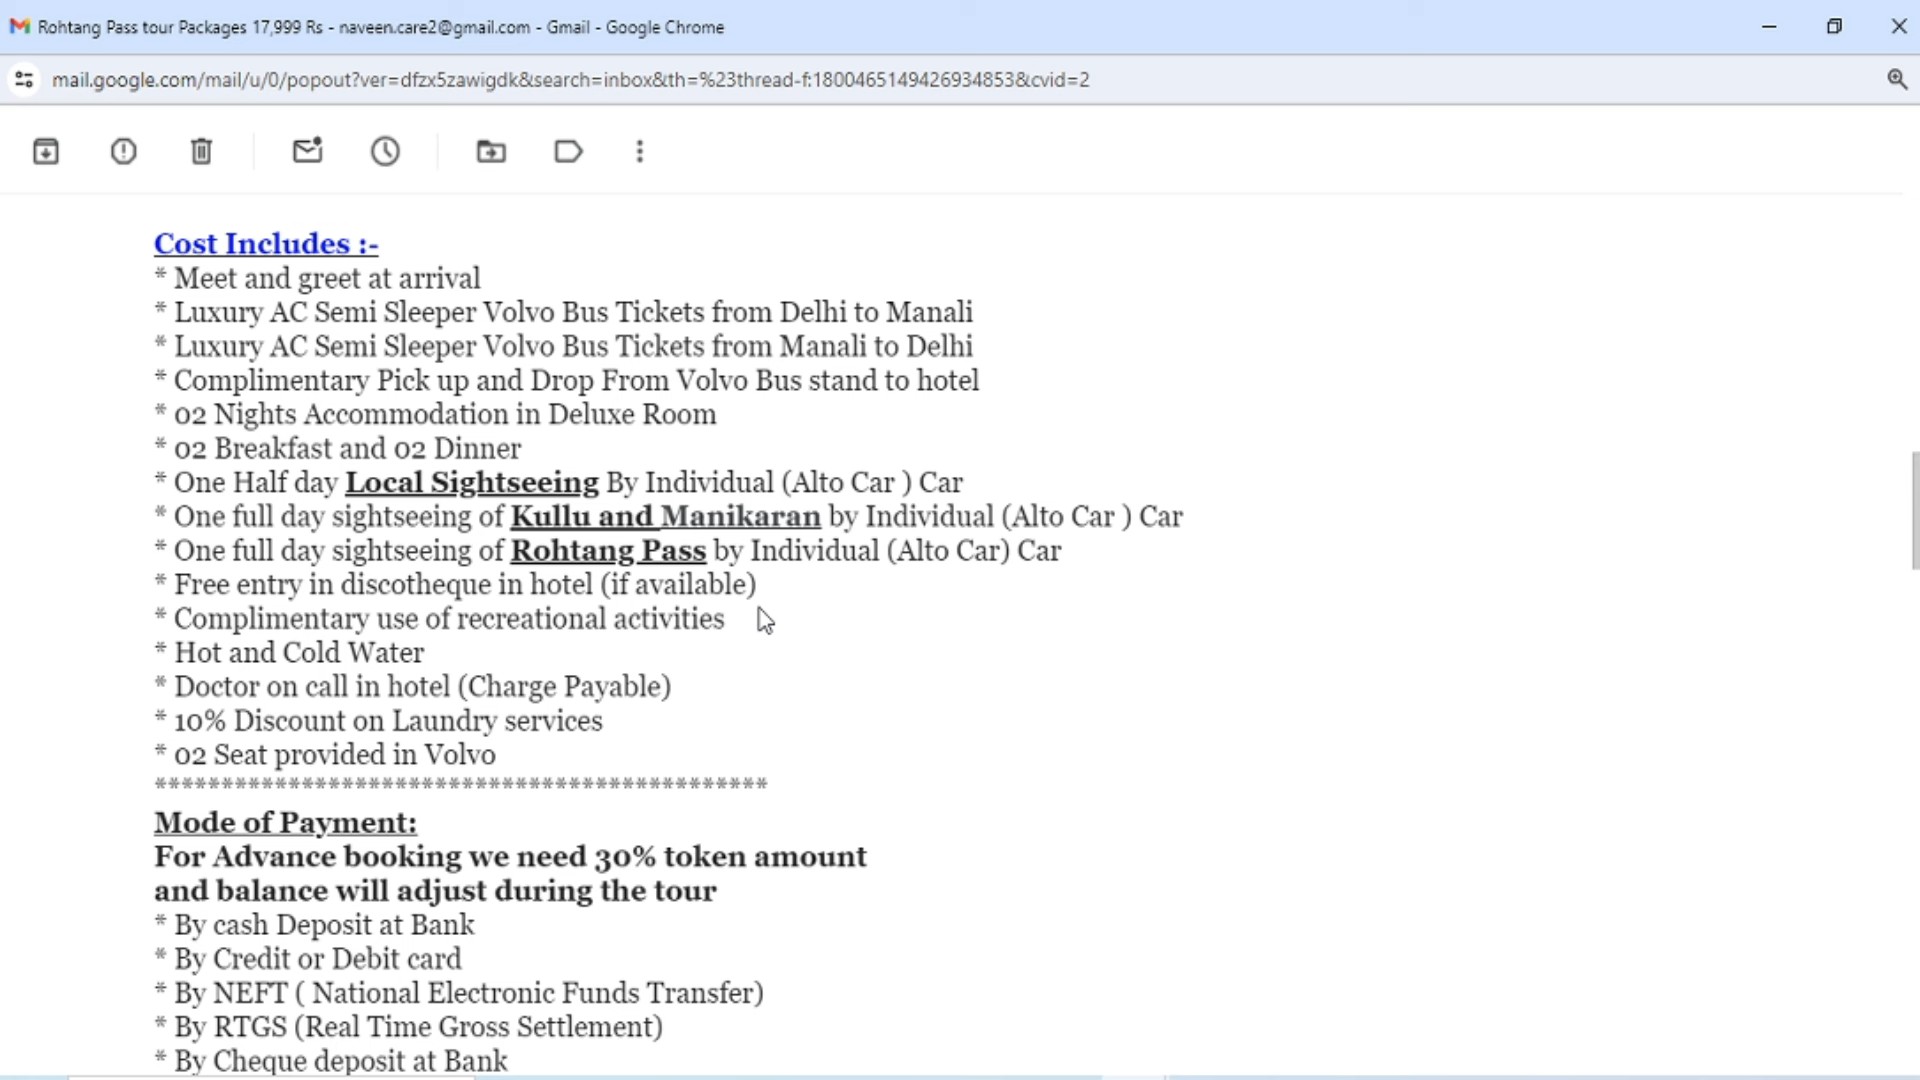 Rohtang Pass tour Packages 17,999 Rs - naveen.care2@gmail.com - Gmail - Google Chrome
mail.google.com/mail/u/0/popout?ver=dfzx5zawigdk&search=inbox&th=%23thread-f:1800465149426934853&cvid=2
Cost Includes :-
* Meet and greet at arrival
* Luxury AC Semi Sleeper Volvo Bus Tickets from Delhi to Manali
* Luxury AC Semi Sleeper Volvo Bus Tickets from Manali to Delhi
* Complimentary Pick up and Drop From Volvo Bus stand to hotel
* 02 Nights Accommodation in Deluxe Room
* 02 Breakfast and 02 Dinner
* One Half day Local Sightseeing By Individual (Alto Car ) Car
* One full day sightseeing of Kullu and Manikaran by Individual (Alto Car ) Car
* One full day sightseeing of Rohtang Pass by Individual (Alto Car) Car
* Free entry in discotheque in hotel (if available)
* Complimentary use of recreational activities
* Hot and Cold Water
* Doctor on call in hotel (Charge Payable)
* 10% Discount on Laundry services
* 02 Seat provided in Volvo
**********************************************
Mode of Payment:
For Advance booking we need 30% token amount
and balance will adjust during the tour
* By cash Deposit at Bank
* By Credit or Debit card
* By NEFT ( National Electronic Funds Transfer)
* By RTGS (Real Time Gross Settlement)
* By Cheque deposit at Bank